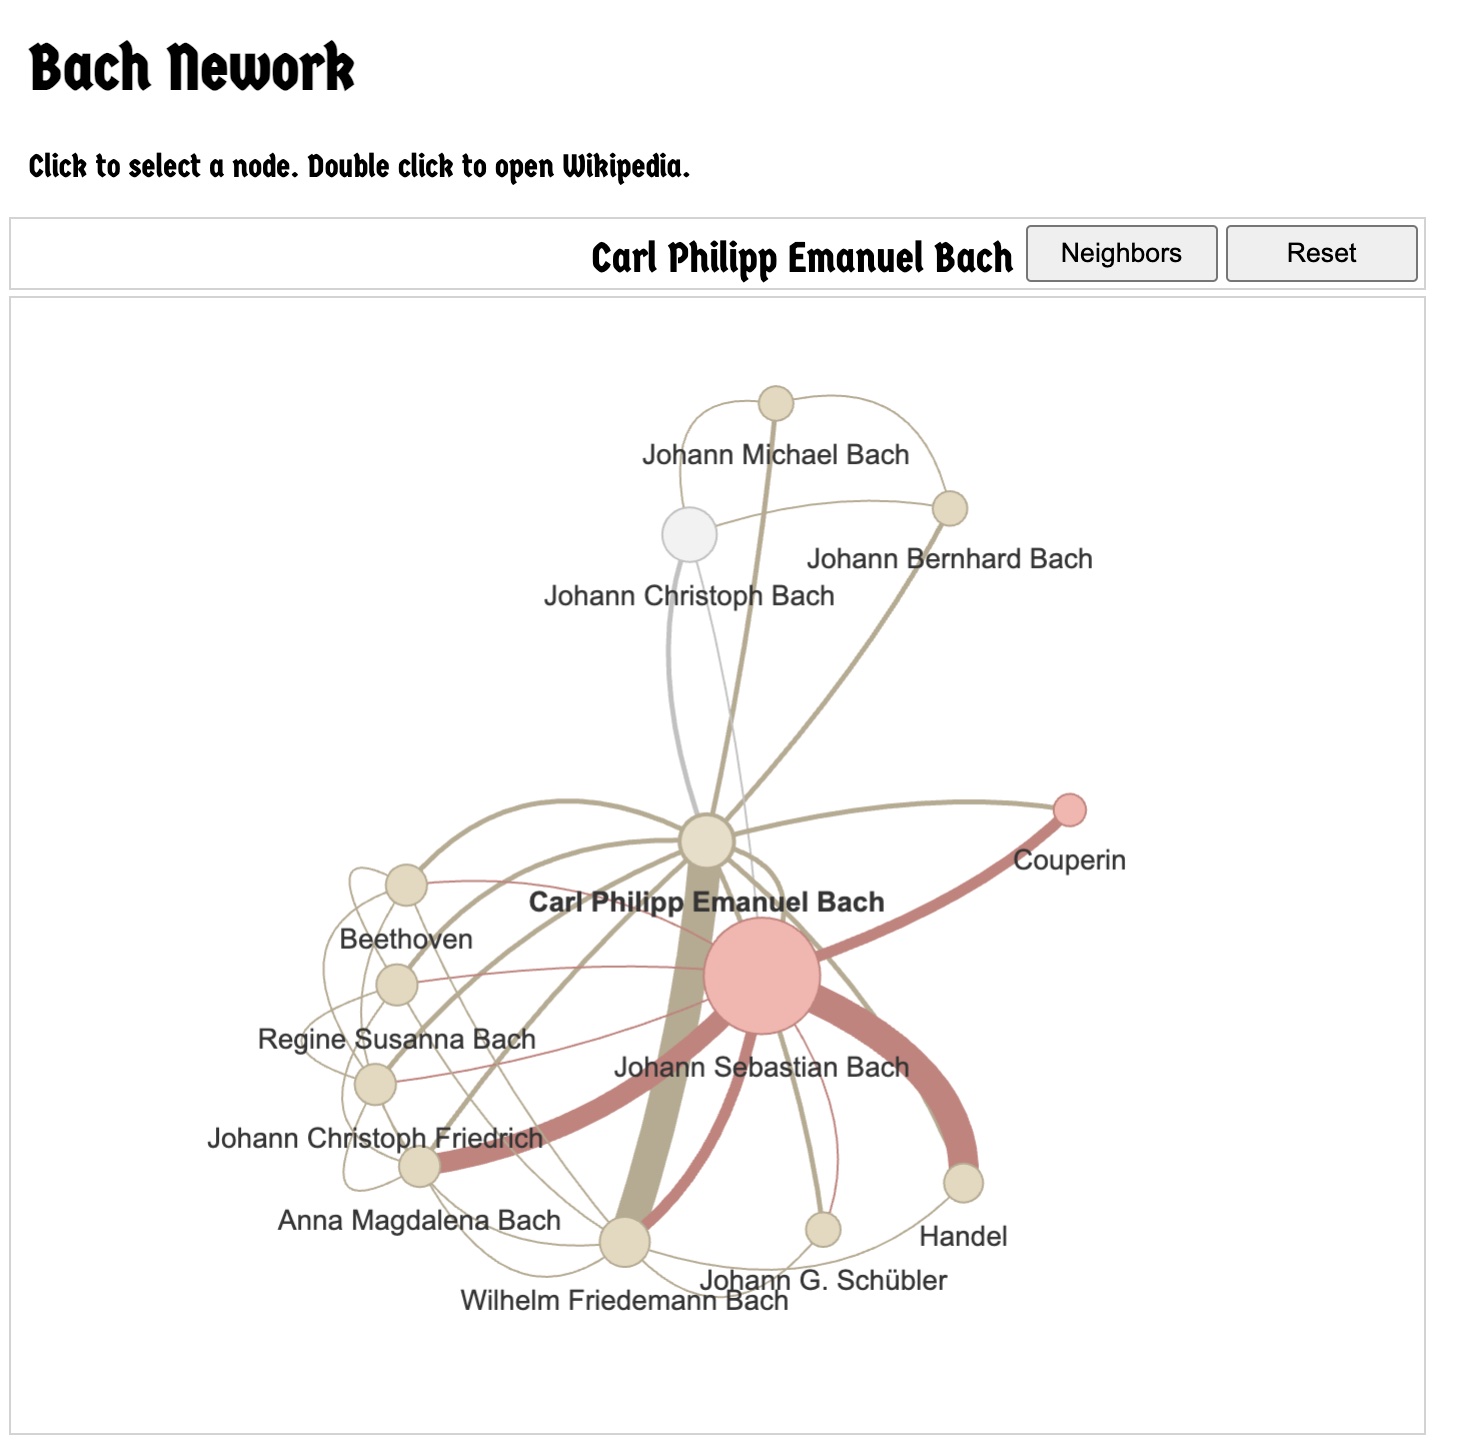 Bach Nework
Click to select a node. Double click to open Wikipedia.
Carl Philipp Emanuel Bach
Neighbors
Reset
Johann Michael Bach
Johann Bernhard Bach
Johann Christoph Bach
Couperin
Carl Philipp Emanuel Bach
Beethoven
Regine Susanna Bach
Johann Sebastian Bach
Johann Christoph Friedrich
Anna Magdalena Bach
Handel
Johann G. Schübler
Wilhelm Friedemann Bach